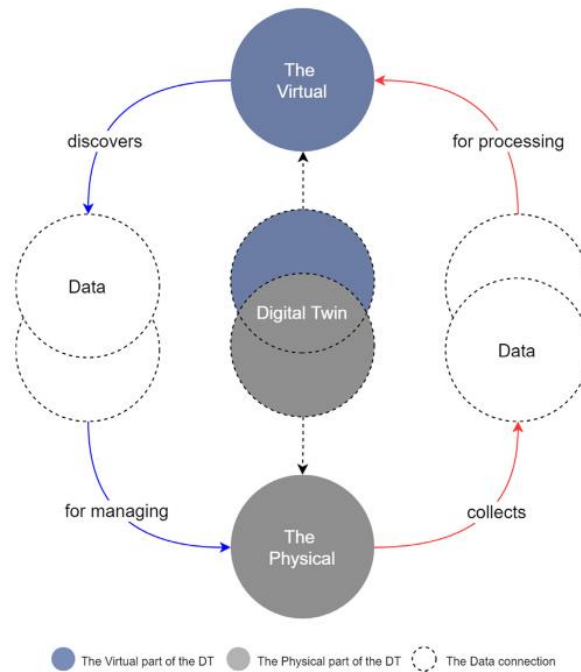 The
Virtual
discovers
for processing
Data
Digital Twin
Data
for managing
collects
The
Physical
The Virtual part of the DT
The Physical part of the DT
The Data connection